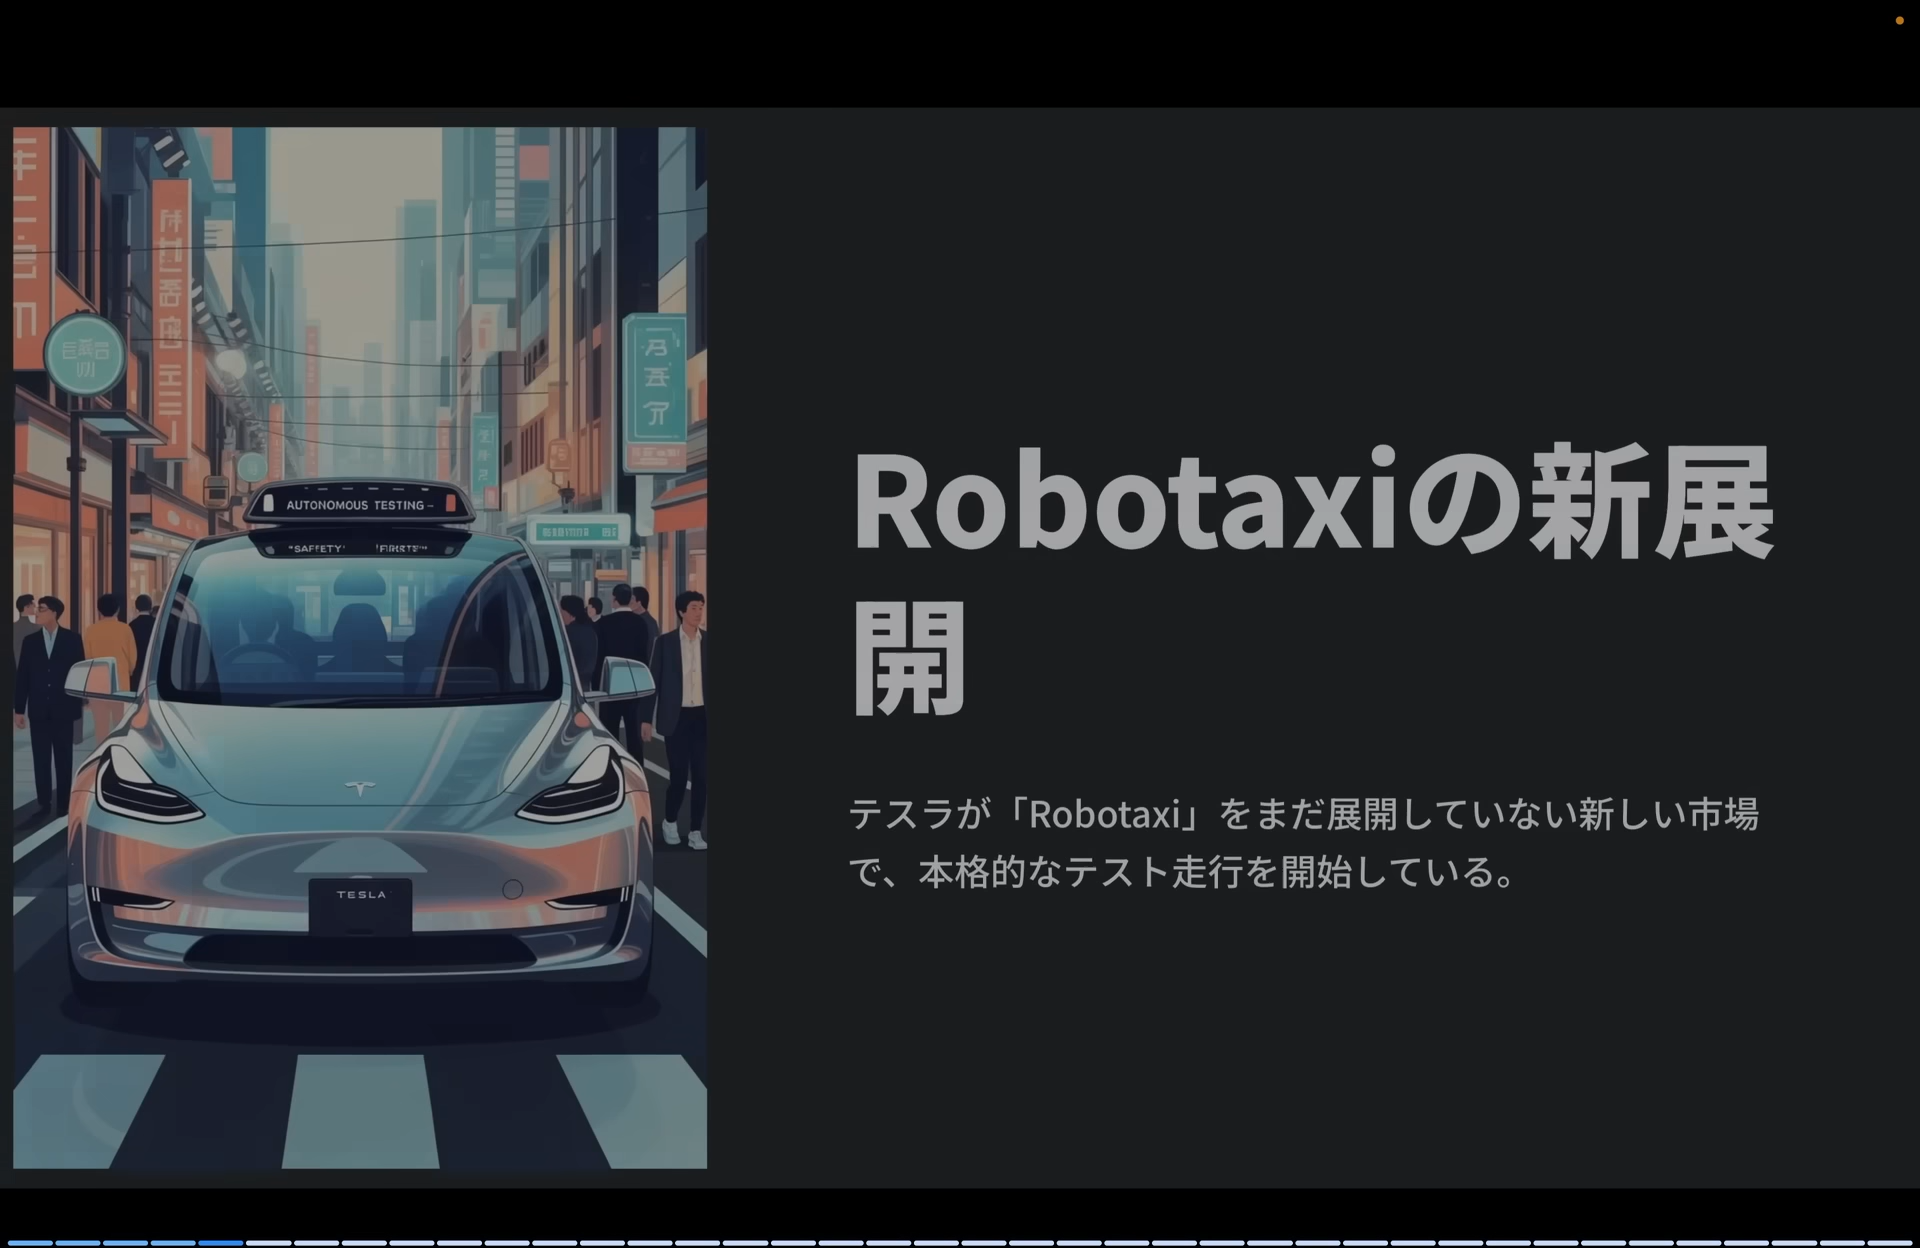 AUTONOMOUS TESTING
TESLA
Robotaxiの新展
開
テスラが「Robotaxi」をまだ展開していない新しい市場
で、本格的なテスト走行を開始している。